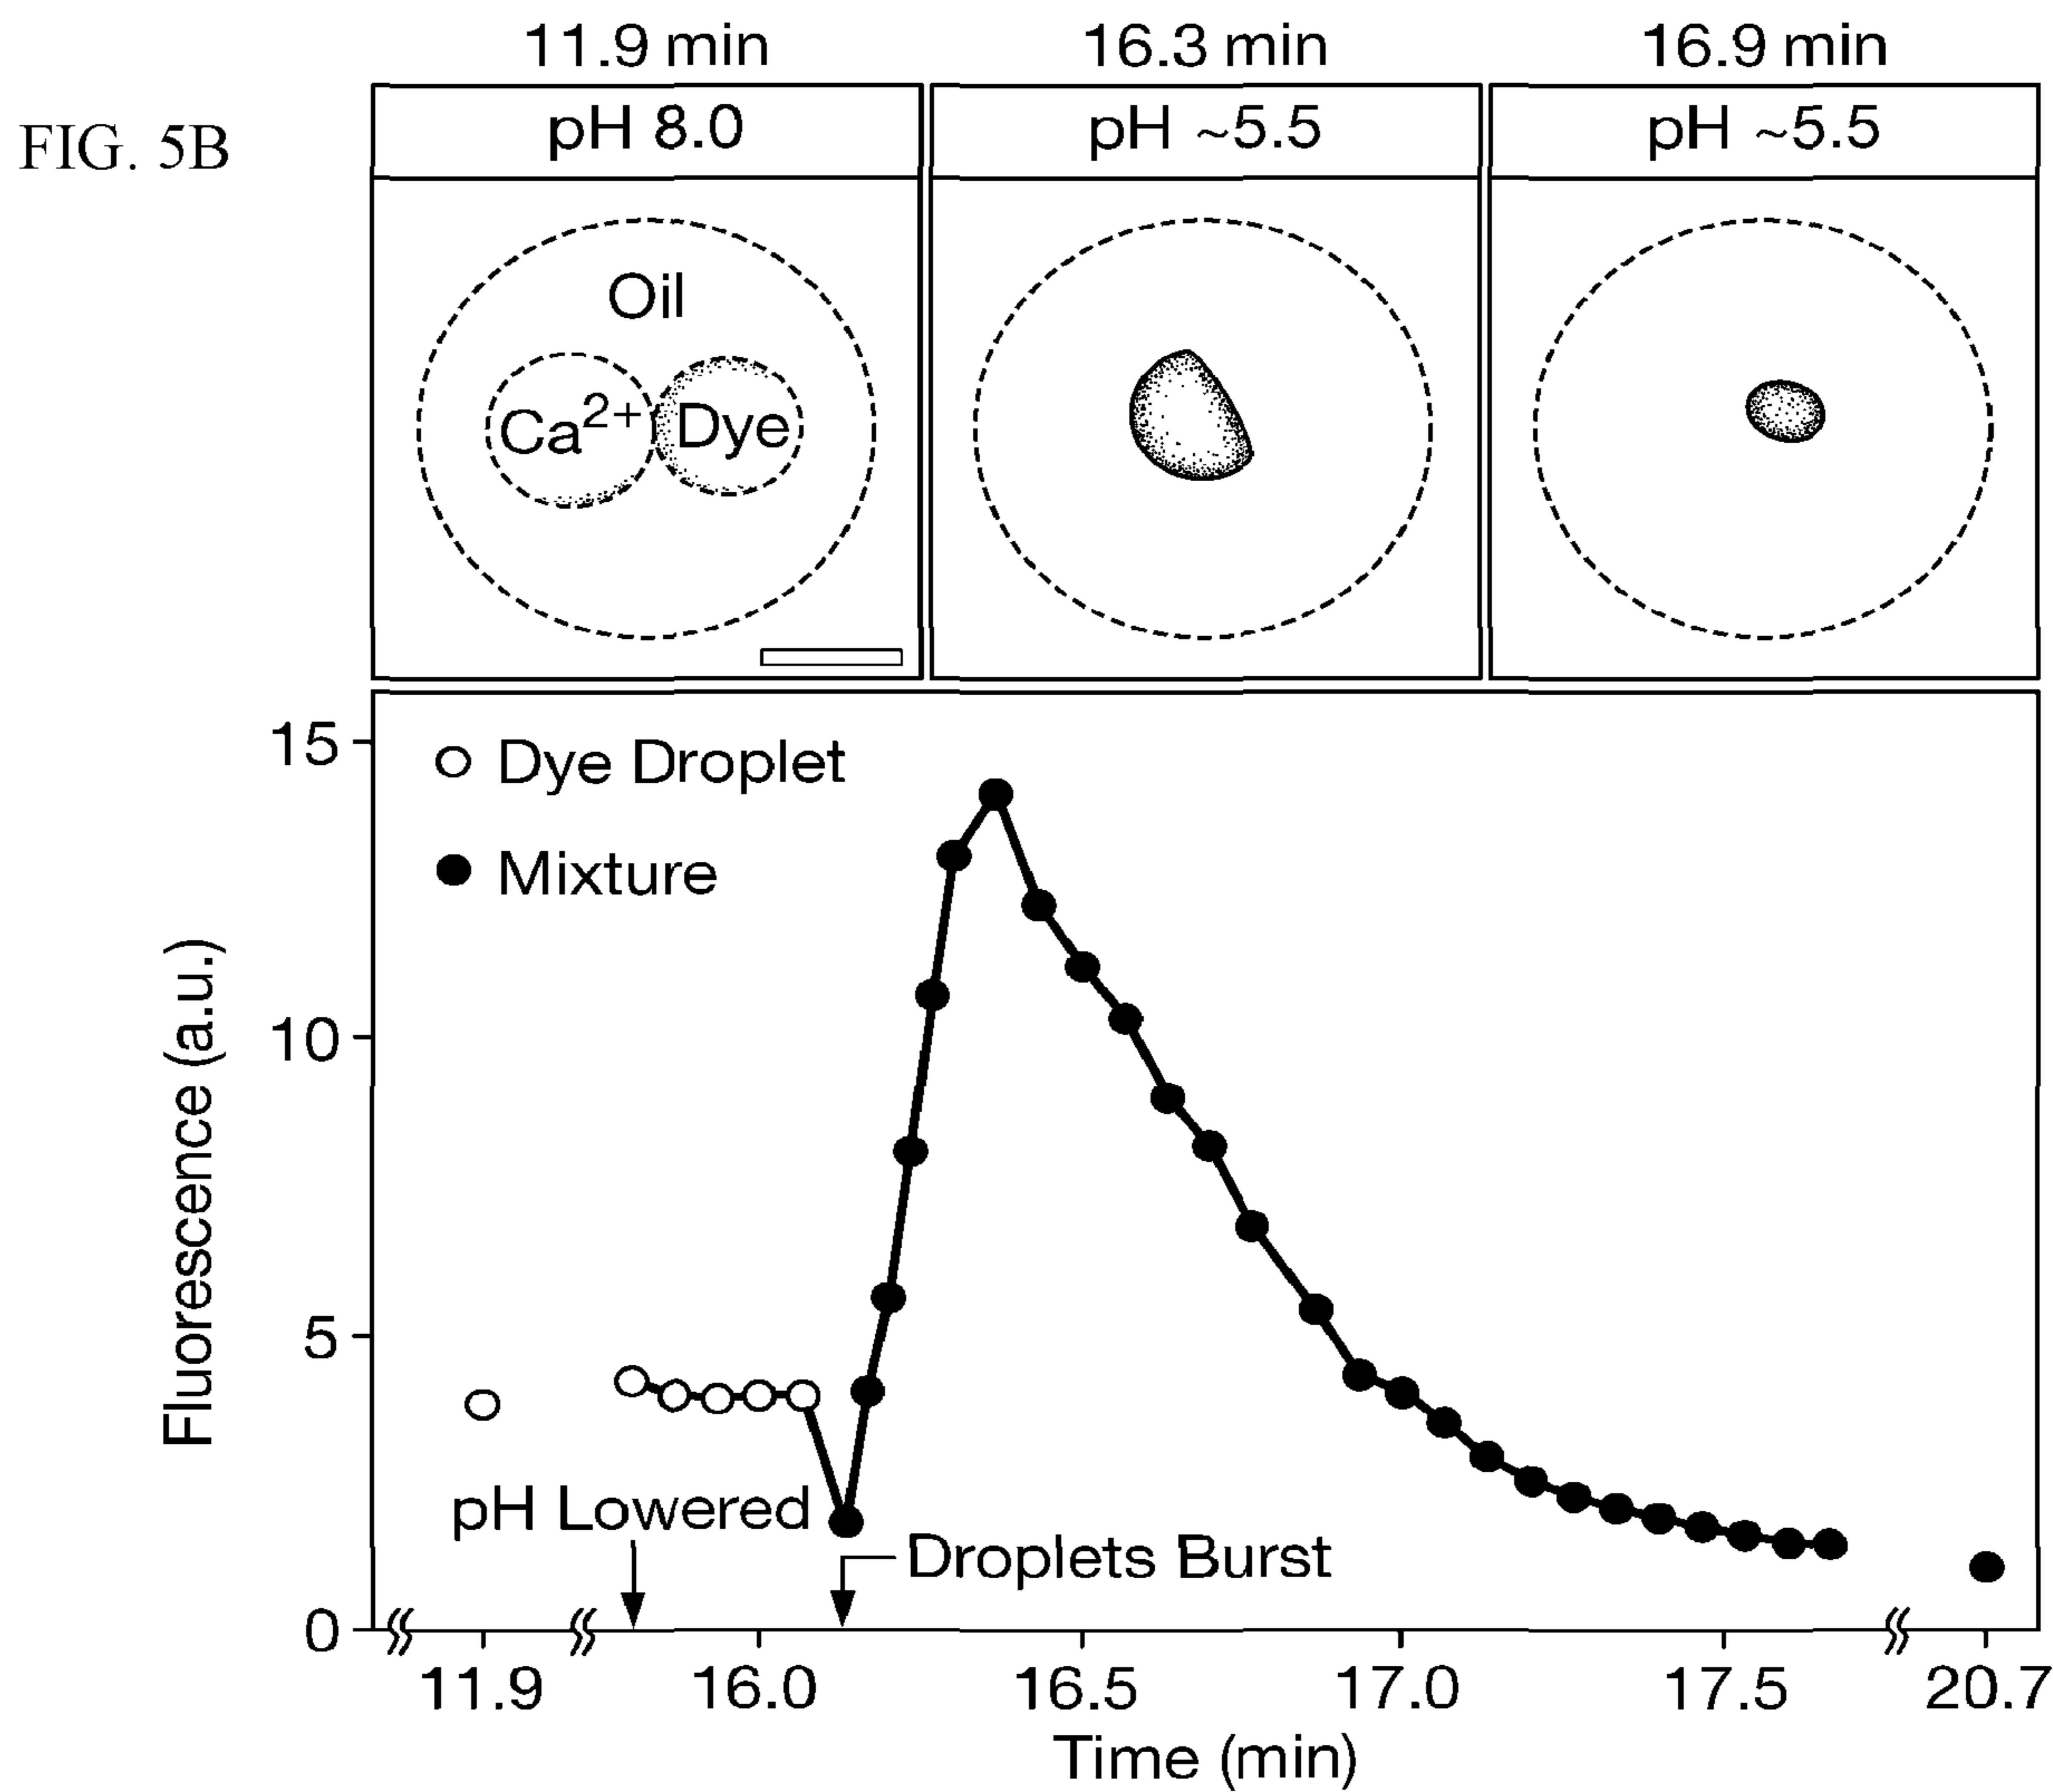 11.9 min 16.3 min 16.9 min
FIG. 5B
pH 8.0 pH ~5.5 pH ~5.5
Oil
Ca2+ Dye
15
Dye Droplet
Mixture
10
Fluorescence (a.u.)
5
pH Lowered
Droplets Burst
0
11.9 16.0 16.5 17.0 17.5 20.7
Time (min)